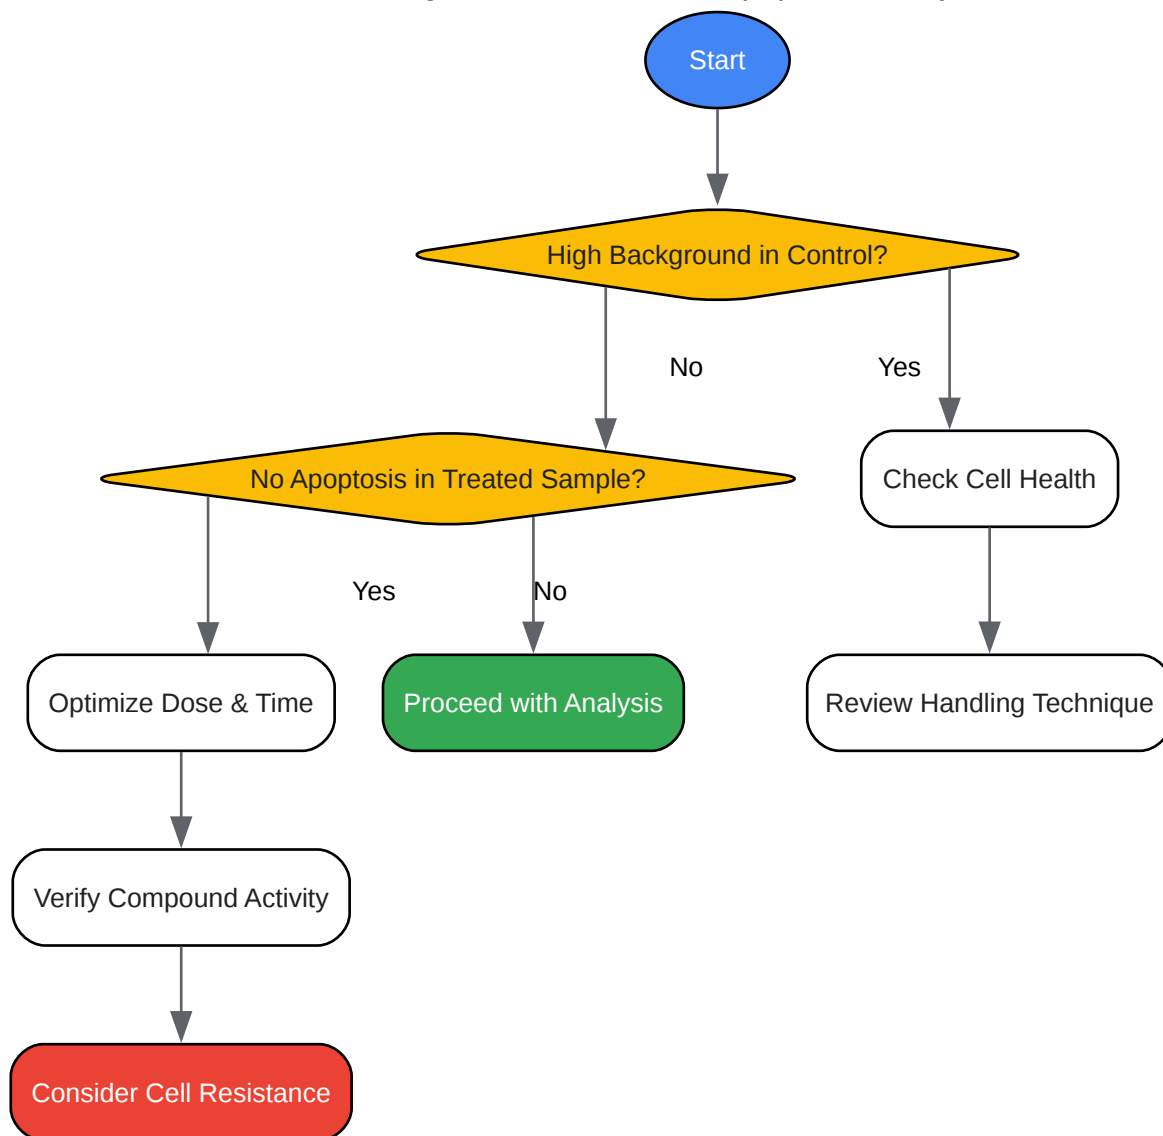 Start
High Background in Control?
No
Yes
No Apoptosis in Treated Sample?
Check Cell Health
Yes
No
Optimize Dose & Time
Proceed with Analysis
Review Handling Technique
Verify Compound Activity
Consider Cell Resistance